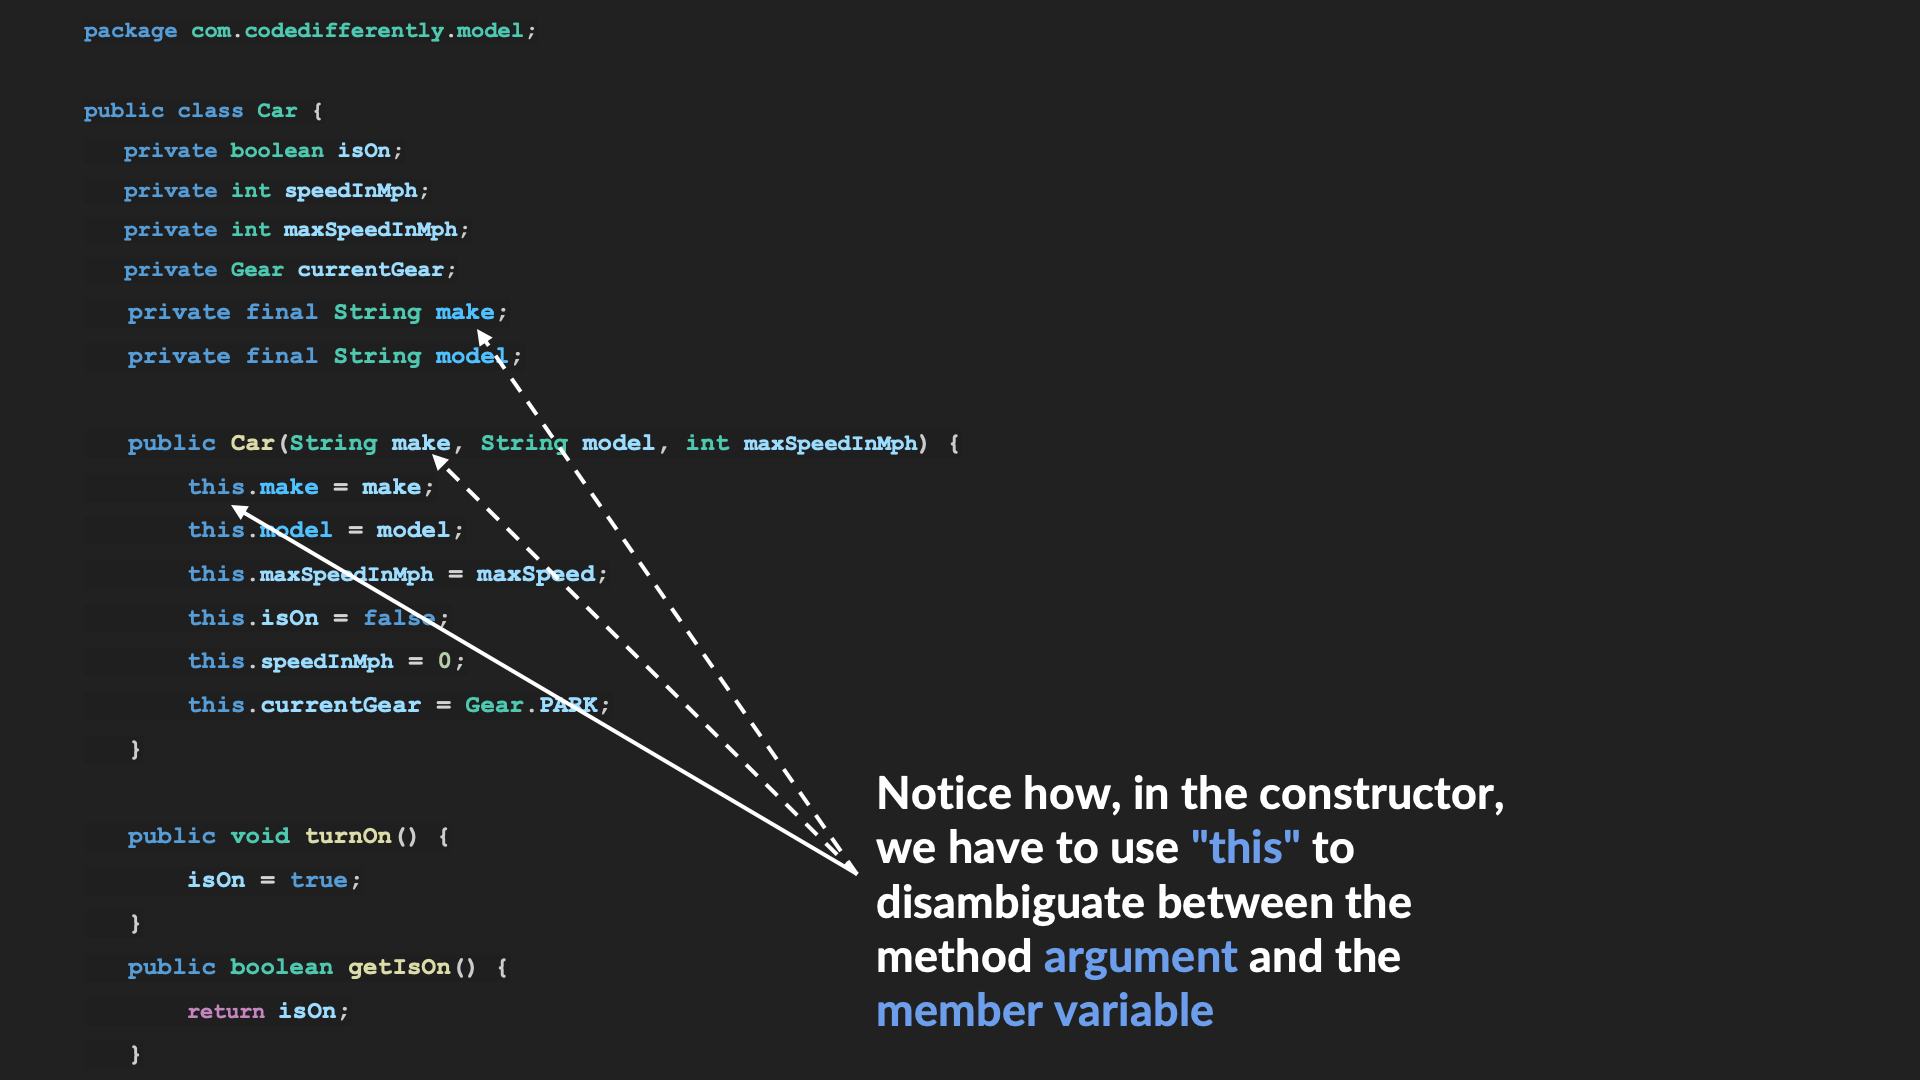 package com.codedifferently.model;
public class Car {
private boolean isOn;
private int speedInMph;
private int maxSpeedInMph;
private Gear currentGear;
private final String make;
private final String model;
public Car(String make, String model, int maxSpeedInMph) {
this.make = make;
this.model = model;
this.maxSpeedInMph = maxSpeed;
this.isOn = false;
this.speedInMph = 0;
this.currentGear = Gear.PARK;
}
public void turnOn() {
isOn = true;
}
public boolean getIsOn() {
return isOn;
}
Notice how, in the constructor,
we have to use "this" to
disambiguate between the
method argument and the
member variable